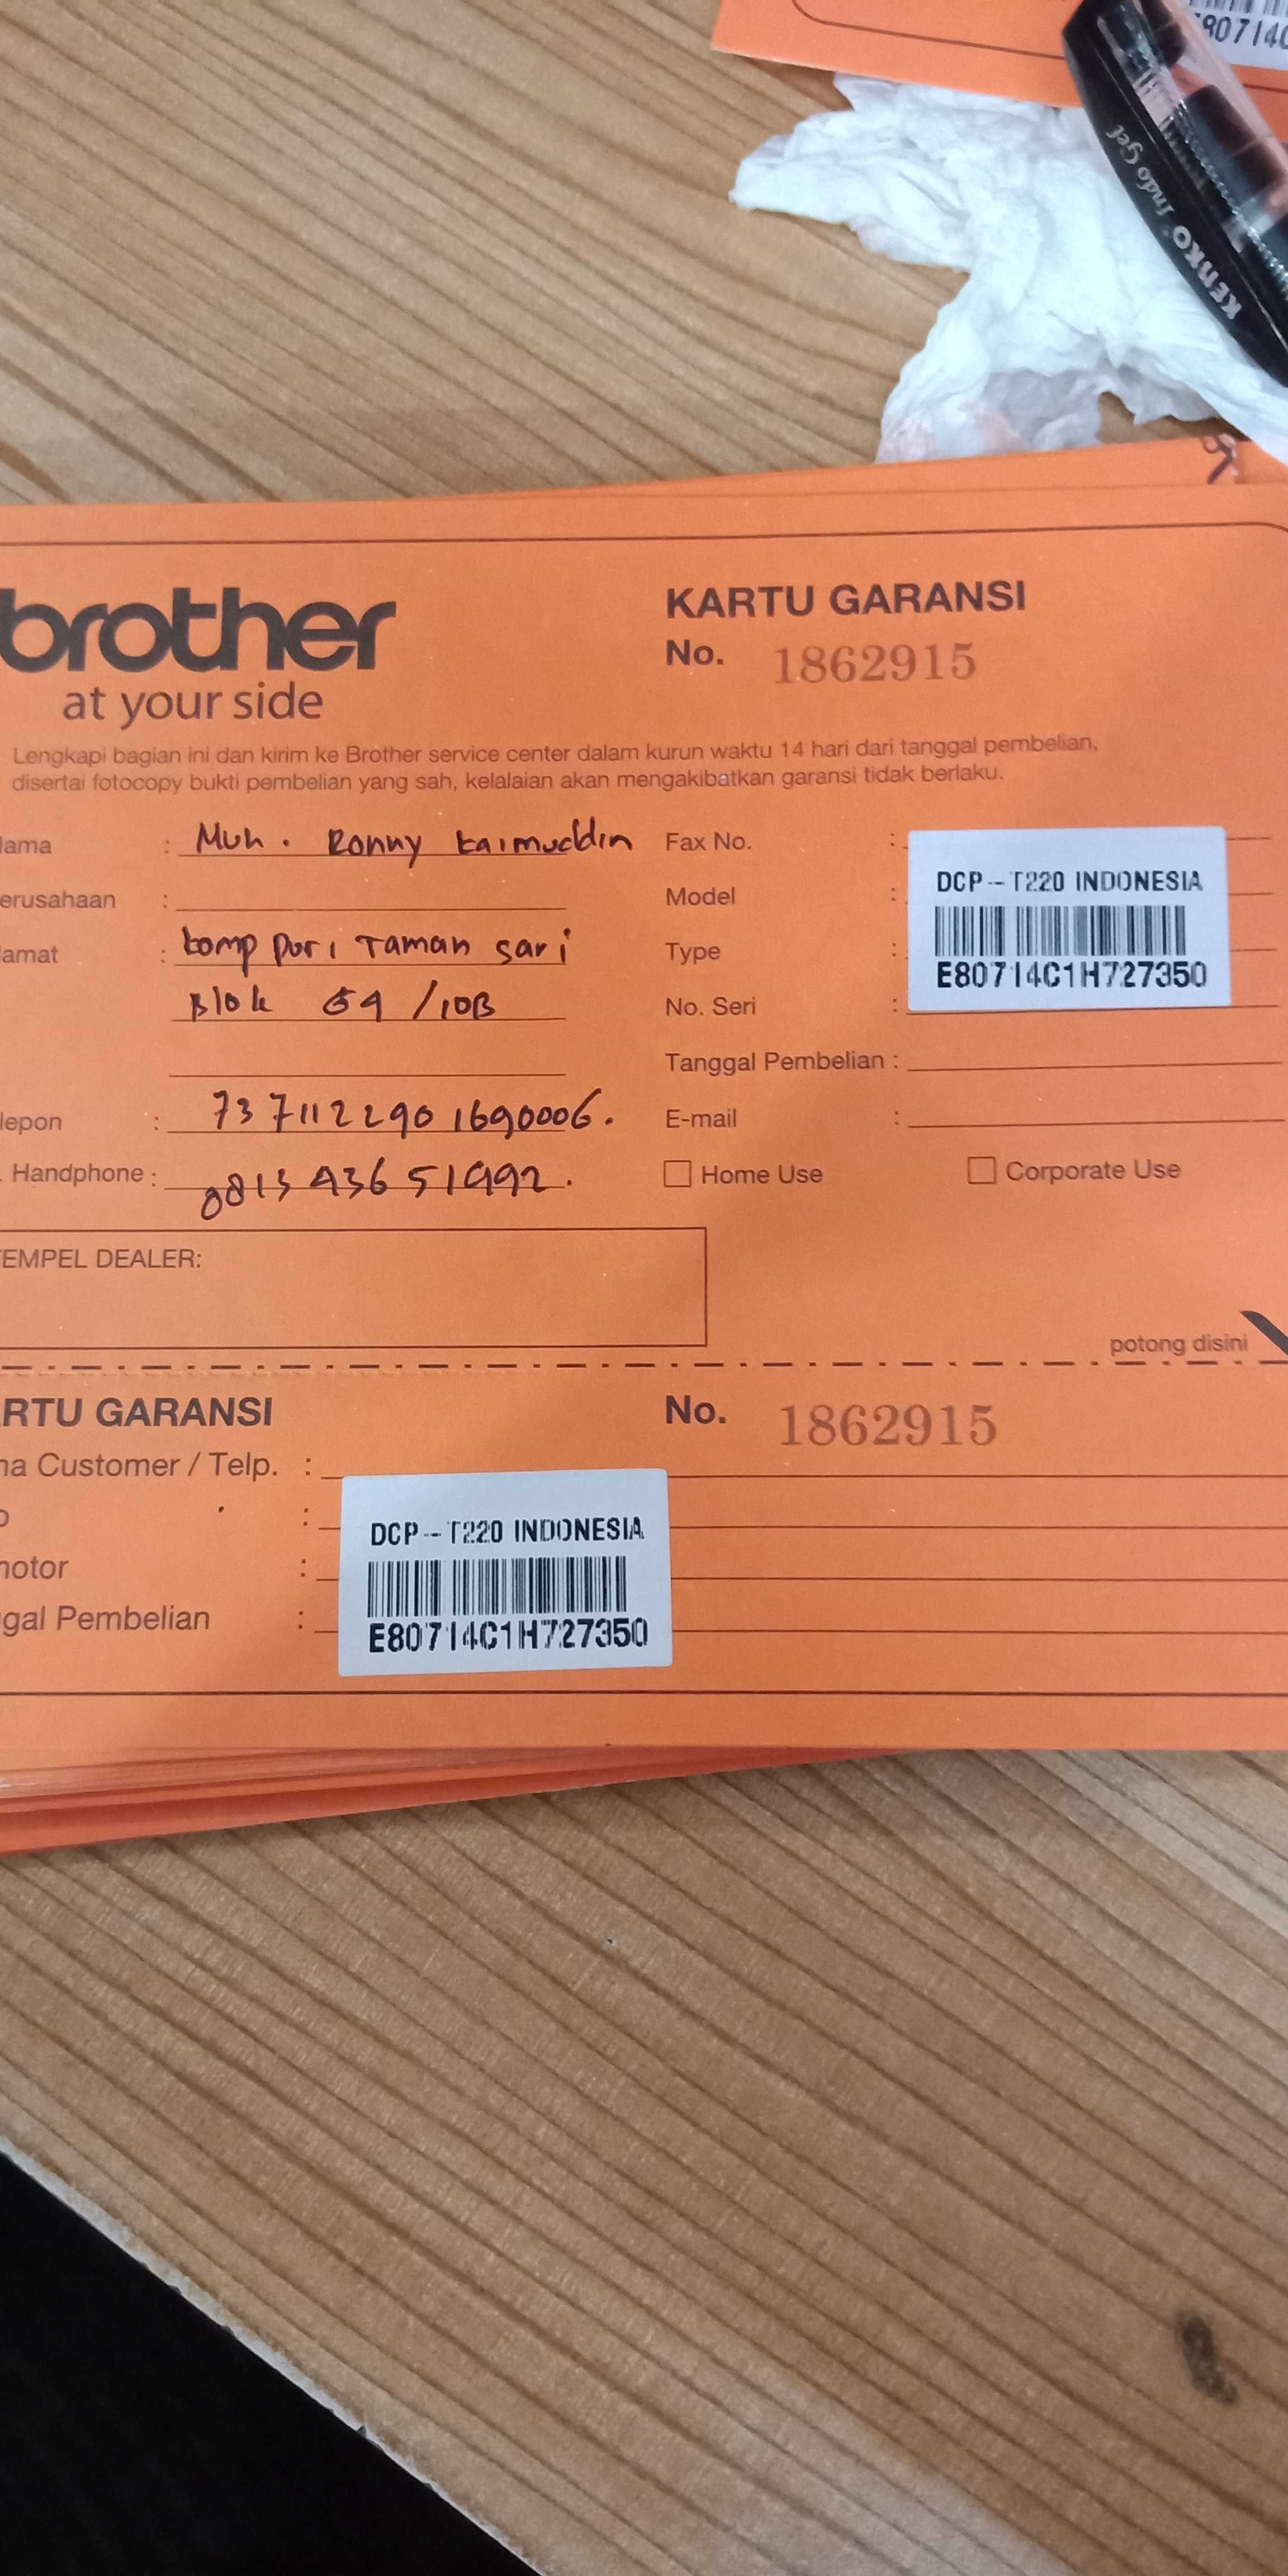 80714C
KENKO Indo Gel
brother
at your side
KARTU GARANSI
No. 1862915
Lengkapi bagian ini dan kirim ke Brother service center dalam kurun waktu 14 hari dari tanggal pembelian,
disertai fotocopy bukti pembelian yang sah, kelalaian akan mengakibatkan garansi tidak berlaku.
ama : Muh. Ronny Kaimuddin
Fax No. :
erusahaan :
Model : DCP-T220 INDONESIA
amat : Komp Puri Taman Sari
Type :
E80714C1H727350
Blok G4 /10B
No. Seri :
Tanggal Pembelian :
lepon : 7371122901690006.
E-mail :
. Handphone : 081343651992.
Home Use
Corporate Use
TEMPEL DEALER:
potong disini
RTU GARANSI
No. 1862915
na Customer / Telp. :
:
DCP-T220 INDONESIA
notor :
ggal Pembelian :
E80714C1H727350